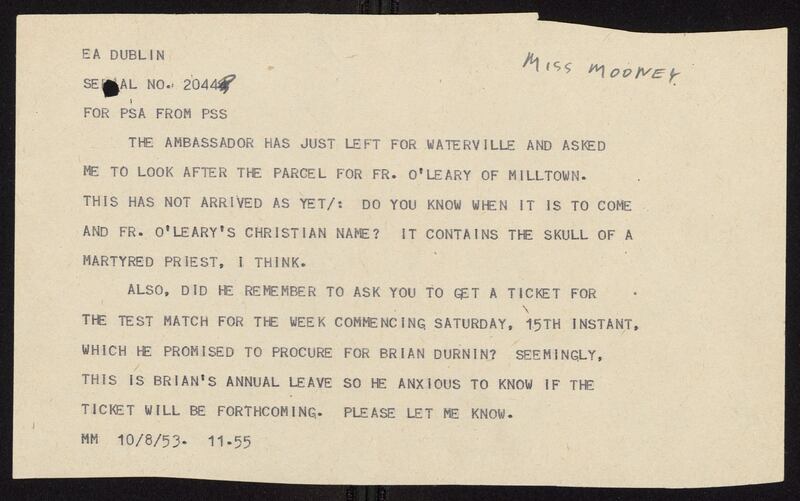 EA DUBLIN
Miss MOONEY
SERIAL NO. 2044
FOR PSA FROM PSS
THE AMBASSADOR HAS JUST LEFT FOR WATERVILLE AND ASKED
ME TO LOOK AFTER THE PARCEL FOR FR. O'LEARY OF MILLTOWN.
THIS HAS NOT ARRIVED AS YET/: DO YOU KNOW WHEN IT IS TO COME
AND FR. O'LEARY'S CHRISTIAN NAME? IT CONTAINS THE SKULL OF A
MARTYRED PRIEST, I THINK.
ALSO, DID HE REMEMBER TO ASK YOU TO GET A TICKET FOR
THE TEST MATCH FOR THE WEEK COMMENCING SATURDAY, 15TH INSTANT,
WHICH HE PROMISED TO PROCURE FOR BRIAN DURNIN? SEEMINGLY,
THIS IS BRIAN'S ANNUAL LEAVE SO HE ANXIOUS TO KNOW IF THE
TICKET WILL BE FORTHCOMING. PLEASE LET ME KNOW.
MM 10/8/53. 11.55